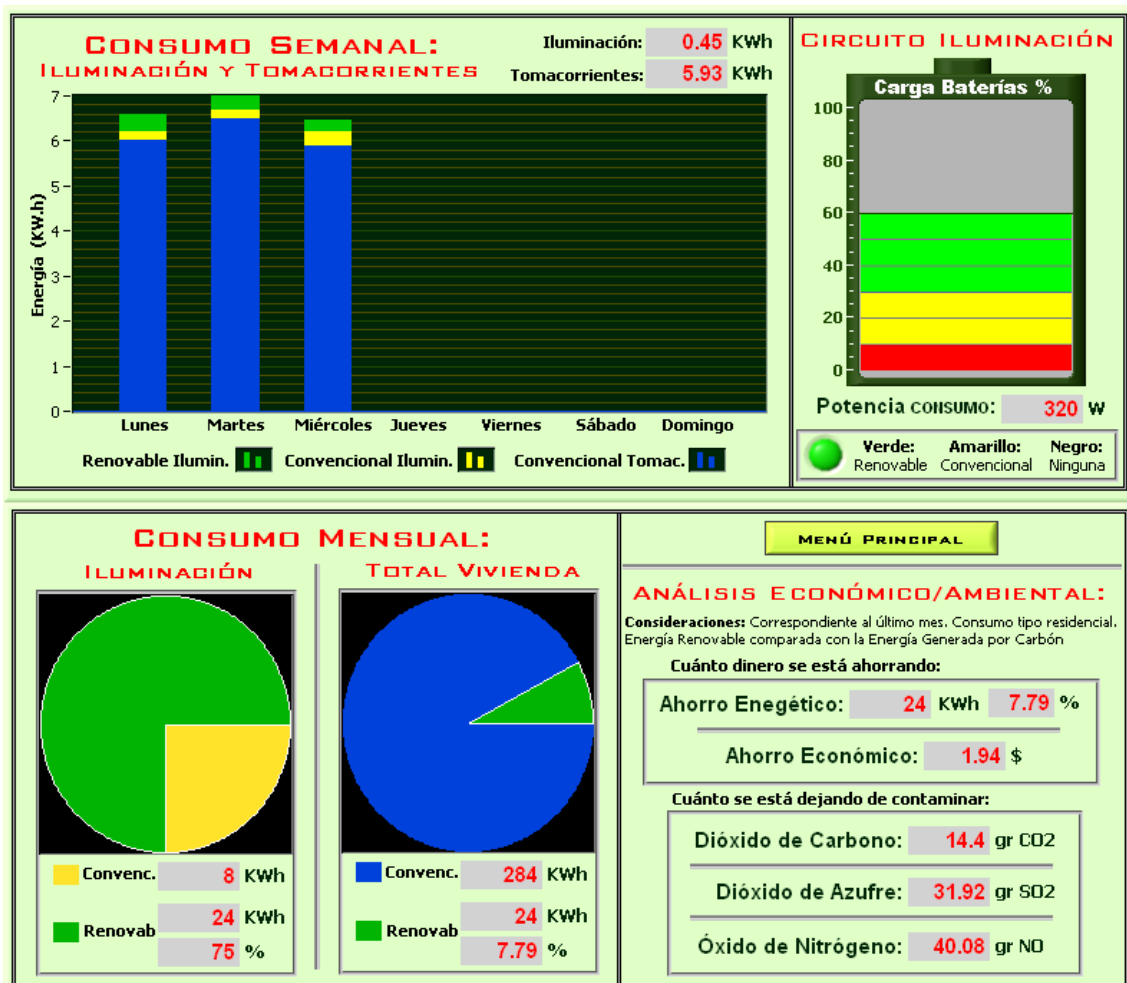 CONSUMO SEMANAL:
ILUMINACIÓN Y TOMACORRIENTES
Iluminación: 0.45 KWh
Tomacorrientes: 5.93 KWh
Energía (KW.h)
7
6
5
4
3
2
1
0
Lunes Martes Miércoles Jueves Viernes Sábado Domingo
Renovable Ilumin. Convencional Ilumin. Convencional Tomac.
CIRCUITO ILUMINACIÓN
Carga Baterías %
100
80
60
40
20
0
Potencia CONSUMO: 320 W
Verde: Amarillo: Negro:
Renovable Convencional Ninguna
CONSUMO MENSUAL:
ILUMINACIÓN
Convenc. 8 KWh
Renovab 24 KWh
75 %
TOTAL VIVIENDA
Convenc. 284 KWh
Renovab 24 KWh
7.79 %
MENÚ PRINCIPAL
ANÁLISIS ECONÓMICO/AMBIENTAL:
Consideraciones: Correspondiente al último mes. Consumo tipo residencial.
Energía Renovable comparada con la Energía Generada por Carbón
Cuánto dinero se está ahorrando:
Ahorro Enegético: 24 KWh 7.79 %
Ahorro Económico: 1.94 $
Cuánto se está dejando de contaminar:
Dióxido de Carbono: 14.4 gr CO2
Dióxido de Azufre: 31.92 gr SO2
Óxido de Nitrógeno: 40.08 gr NO